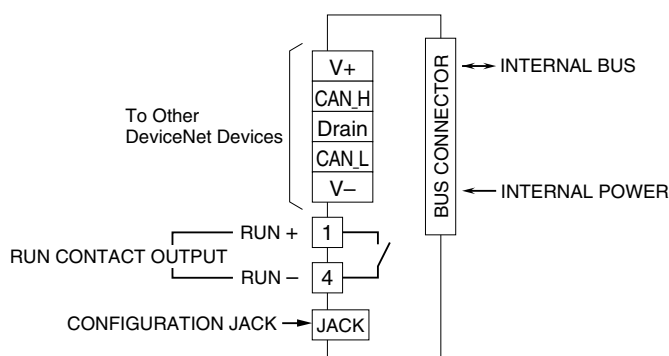 To Other
DeviceNet Devices
V+
CAN_H
Drain
CAN_L
V–
BUS CONNECTOR
INTERNAL BUS
INTERNAL POWER
RUN CONTACT OUTPUT
RUN +
1
RUN –
4
CONFIGURATION JACK
JACK